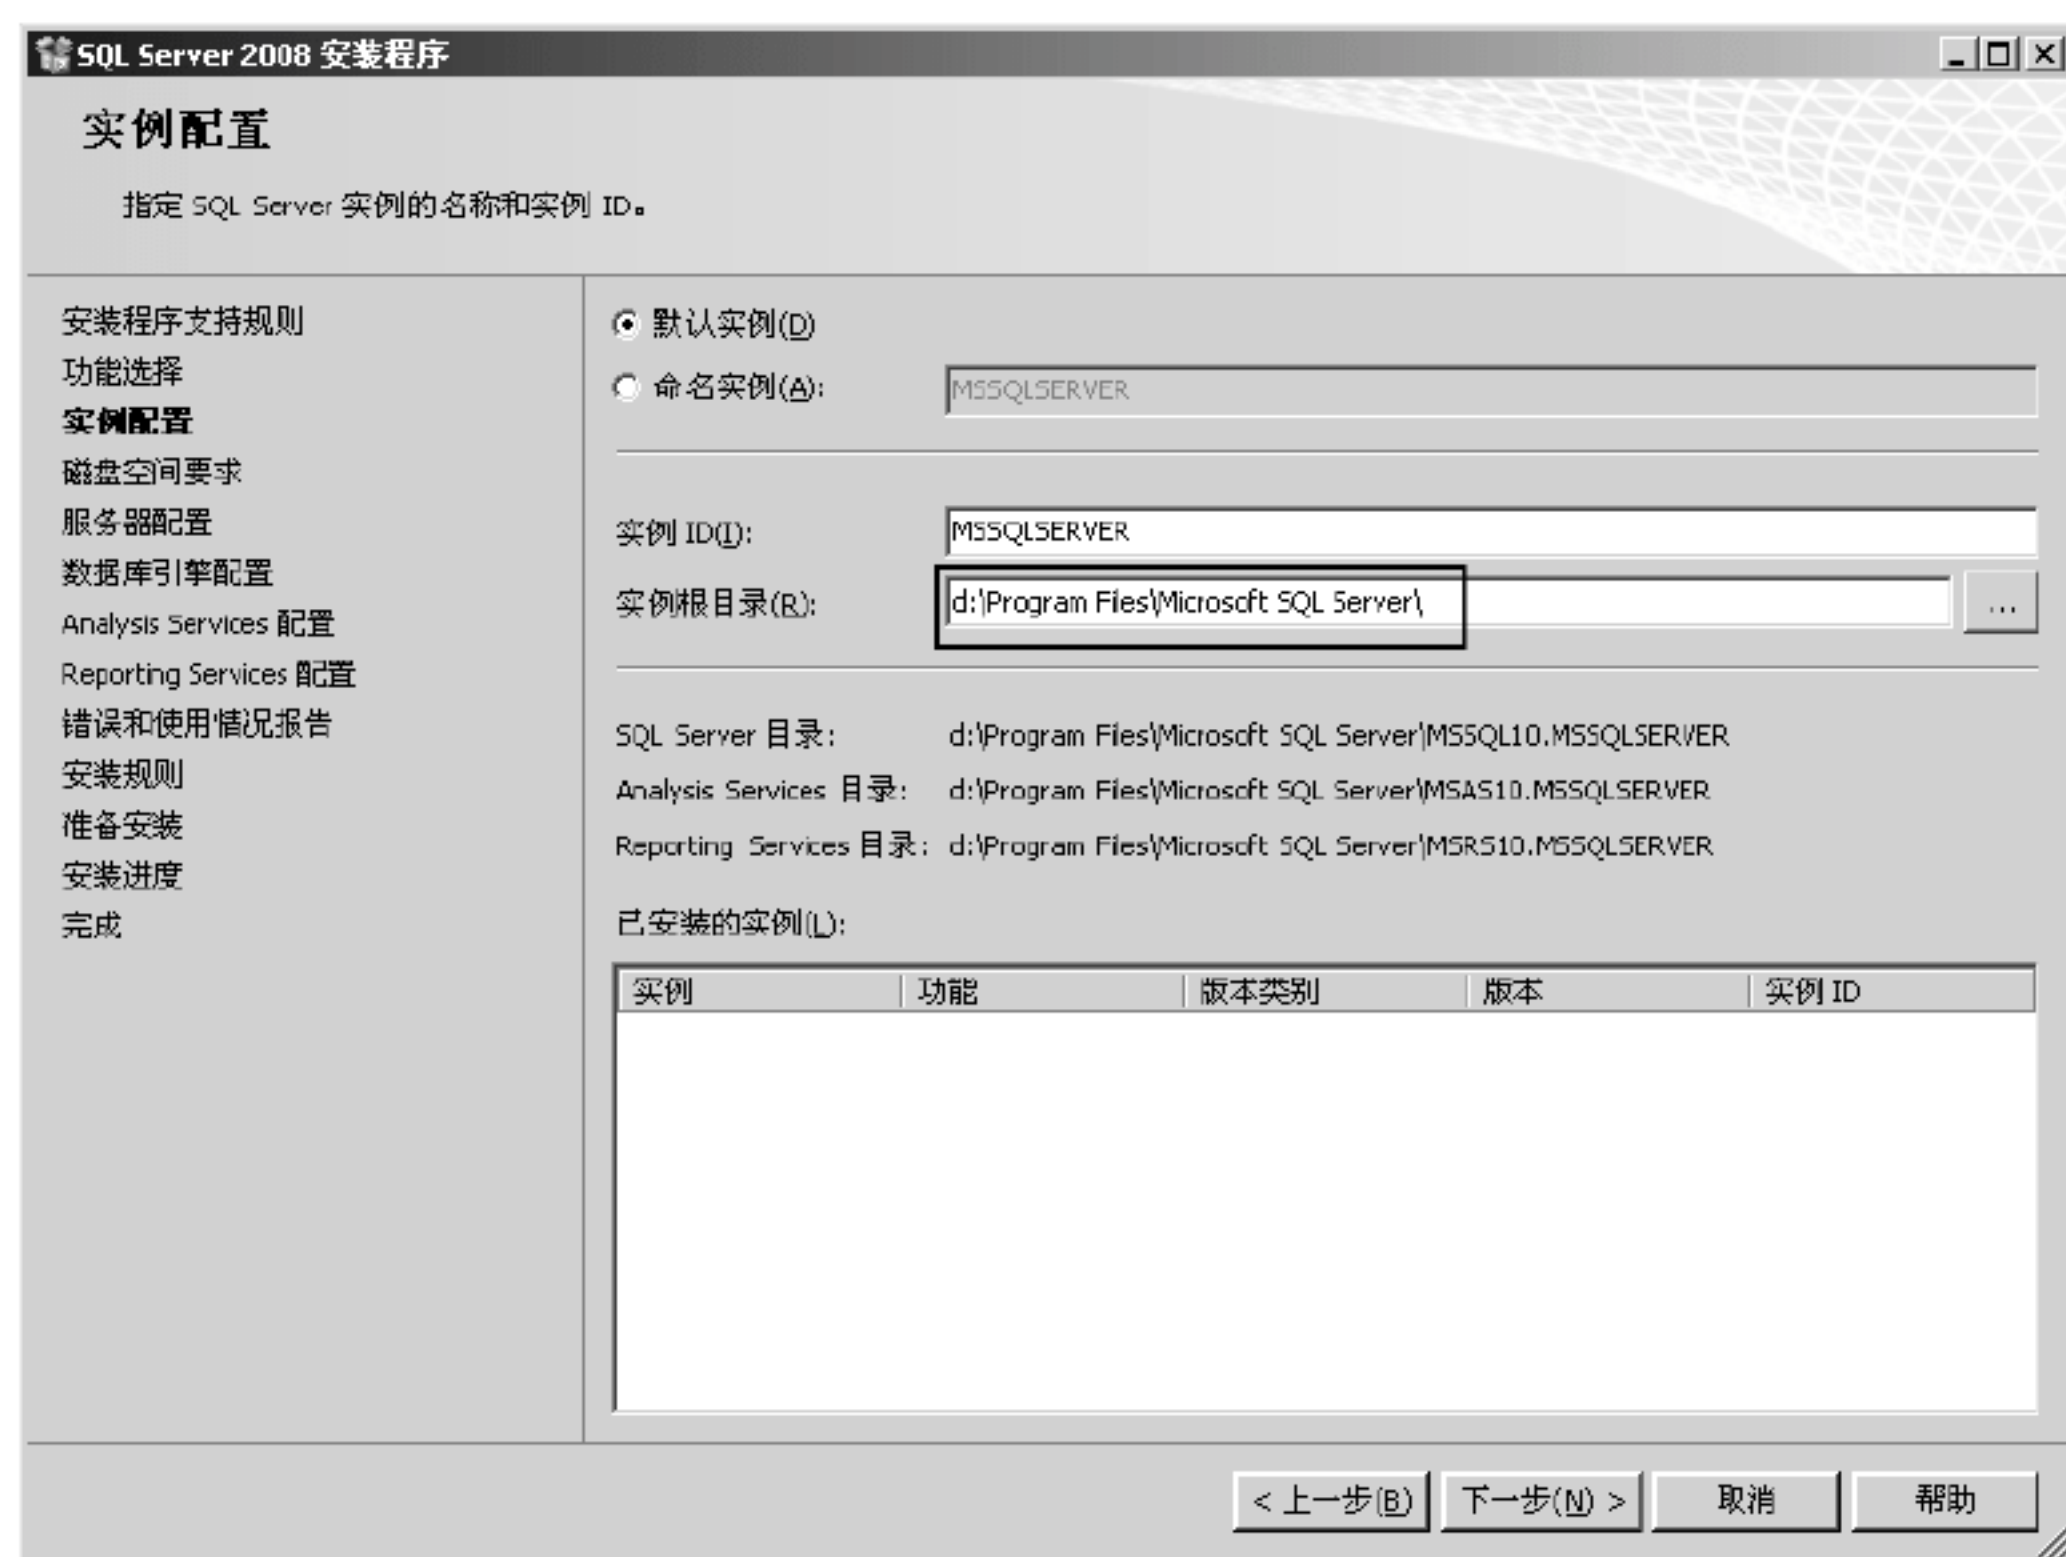 SQL Server 2008 安装程序
实例配置
指定 SQL Server 实例的名称和实例 ID。
安装程序支持规则
功能选择
实例配置
磁盘空间要求
服务器配置
数据库引擎配置
Analysis Services 配置
Reporting Services 配置
错误和使用情况报告
安装规则
准备安装
安装进度
完成
默认实例(D)
命名实例(A): MSSQLSERVER
实例 ID(I): MSSQLSERVER
实例根目录(R): d:\Program Files\Microsoft SQL Server\ ...
SQL Server 目录: d:\Program Files\Microsoft SQL Server\MSSQL10.MSSQLSERVER
Analysis Services 目录: d:\Program Files\Microsoft SQL Server\MSAS10.MSSQLSERVER
Reporting Services 目录: d:\Program Files\Microsoft SQL Server\MSRS10.MSSQLSERVER
已安装的实例(L):
实例 功能 版本类别 版本 实例 ID
< 上一步(B) 下一步(N) > 取消 帮助